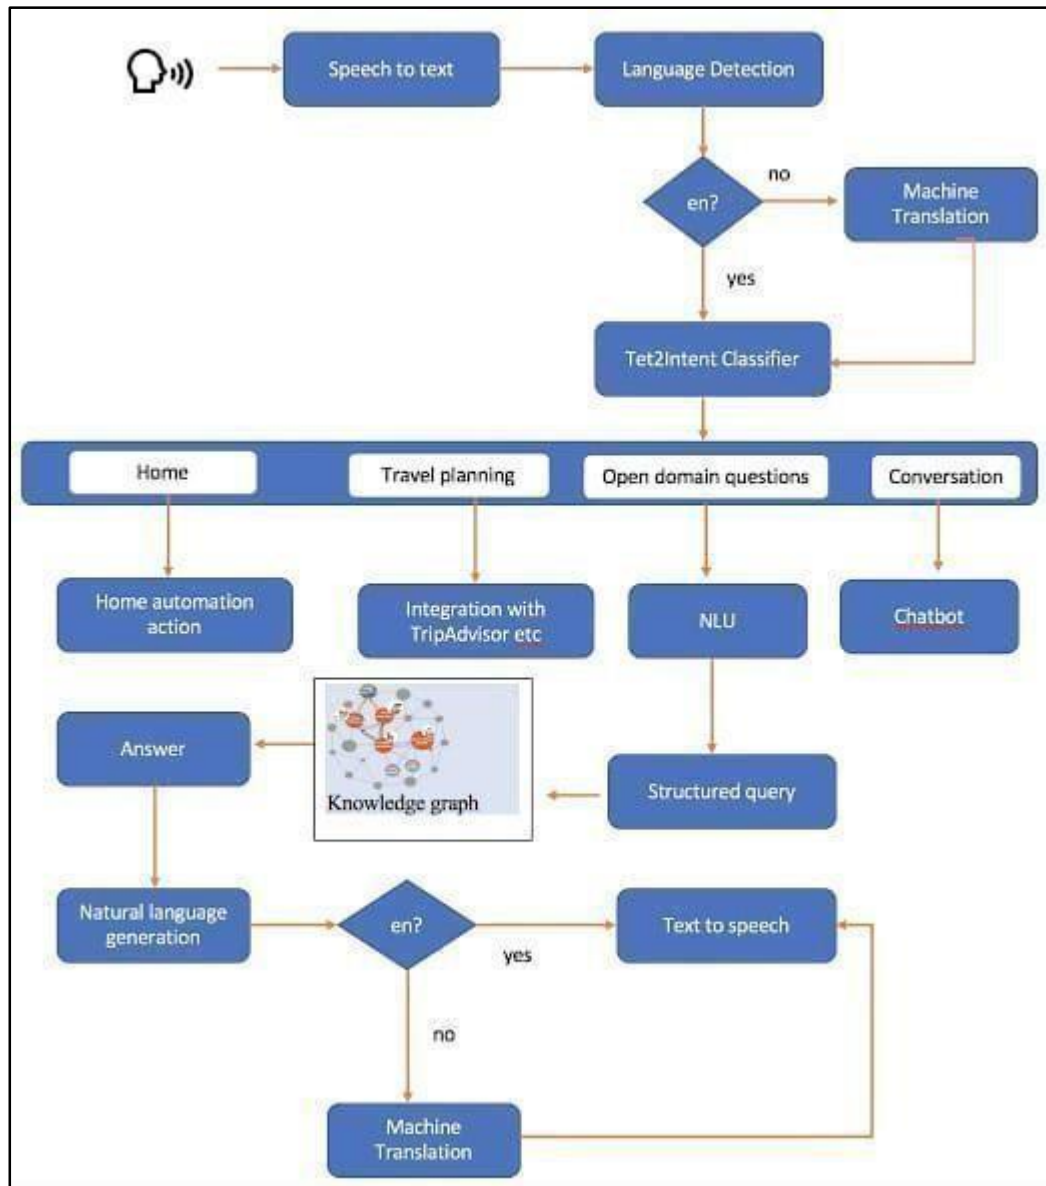 Speech to text
Language Detection
en?
no
Machine
Translation
yes
Tet2Intent Classifier
Home
Travel planning
Open domain questions
Conversation
Home automation
action
Integration with
TripAdvisor etc
NLU
Chatbot
Answer
Knowledge graph
Structured query
Natural language
generation
en?
yes
Text to speech
no
Machine
Translation